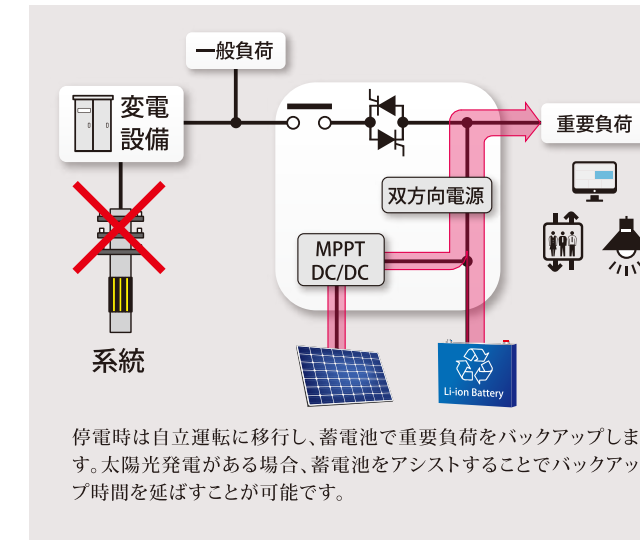 一般負荷
変電
設備
重要負荷
双方向電源
MPPT
DC/DC
系統
Li-ion Battery
停電時は自立運転に移行し、蓄電池で重要負荷をバックアップしま
す。太陽光発電がある場合、蓄電池をアシストすることでバックアッ
プ時間を延ばすことが可能です。